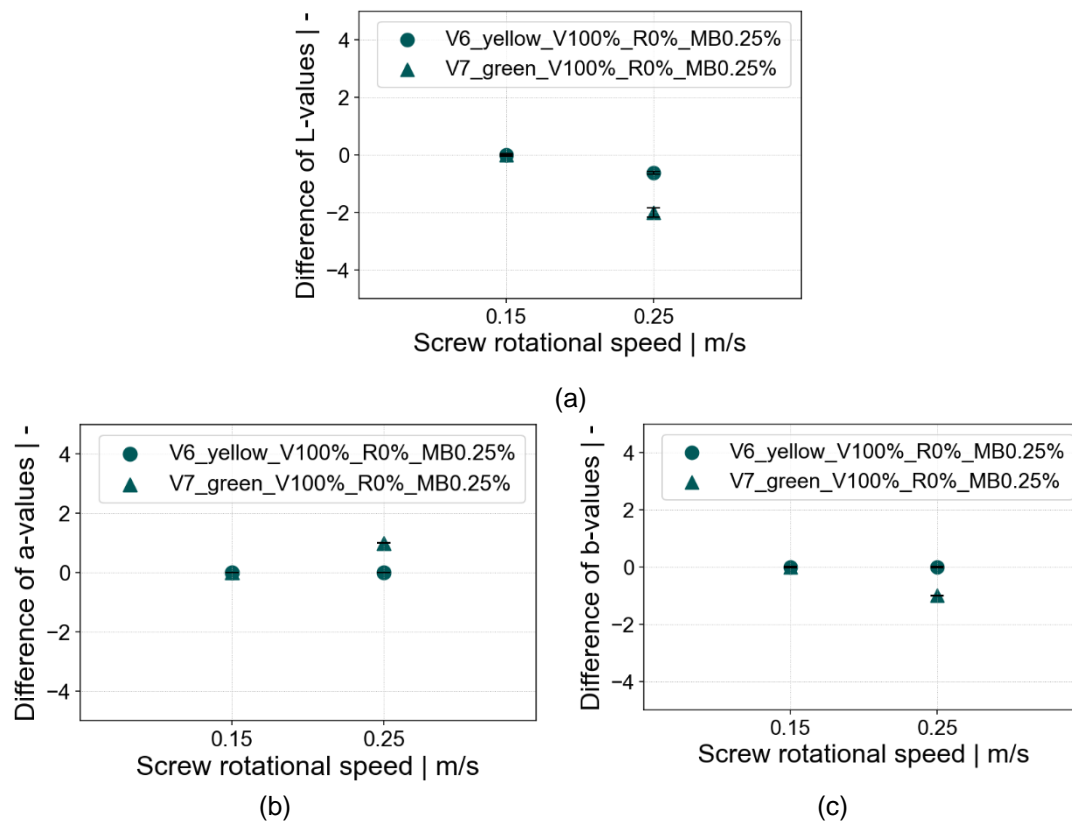 Difference of L-values | -
4
2
0
−2
−4
V6_yellow_V100%_R0%_MB0.25%
V7_green_V100%_R0%_MB0.25%
0.15 0.25
Screw rotational speed | m/s
(a)
Difference of a-values | -
4
2
0
−2
−4
V6_yellow_V100%_R0%_MB0.25%
V7_green_V100%_R0%_MB0.25%
0.15 0.25
Screw rotational speed | m/s
(b)
Difference of b-values | -
4
2
0
−2
−4
V6_yellow_V100%_R0%_MB0.25%
V7_green_V100%_R0%_MB0.25%
0.15 0.25
Screw rotational speed | m/s
(c)